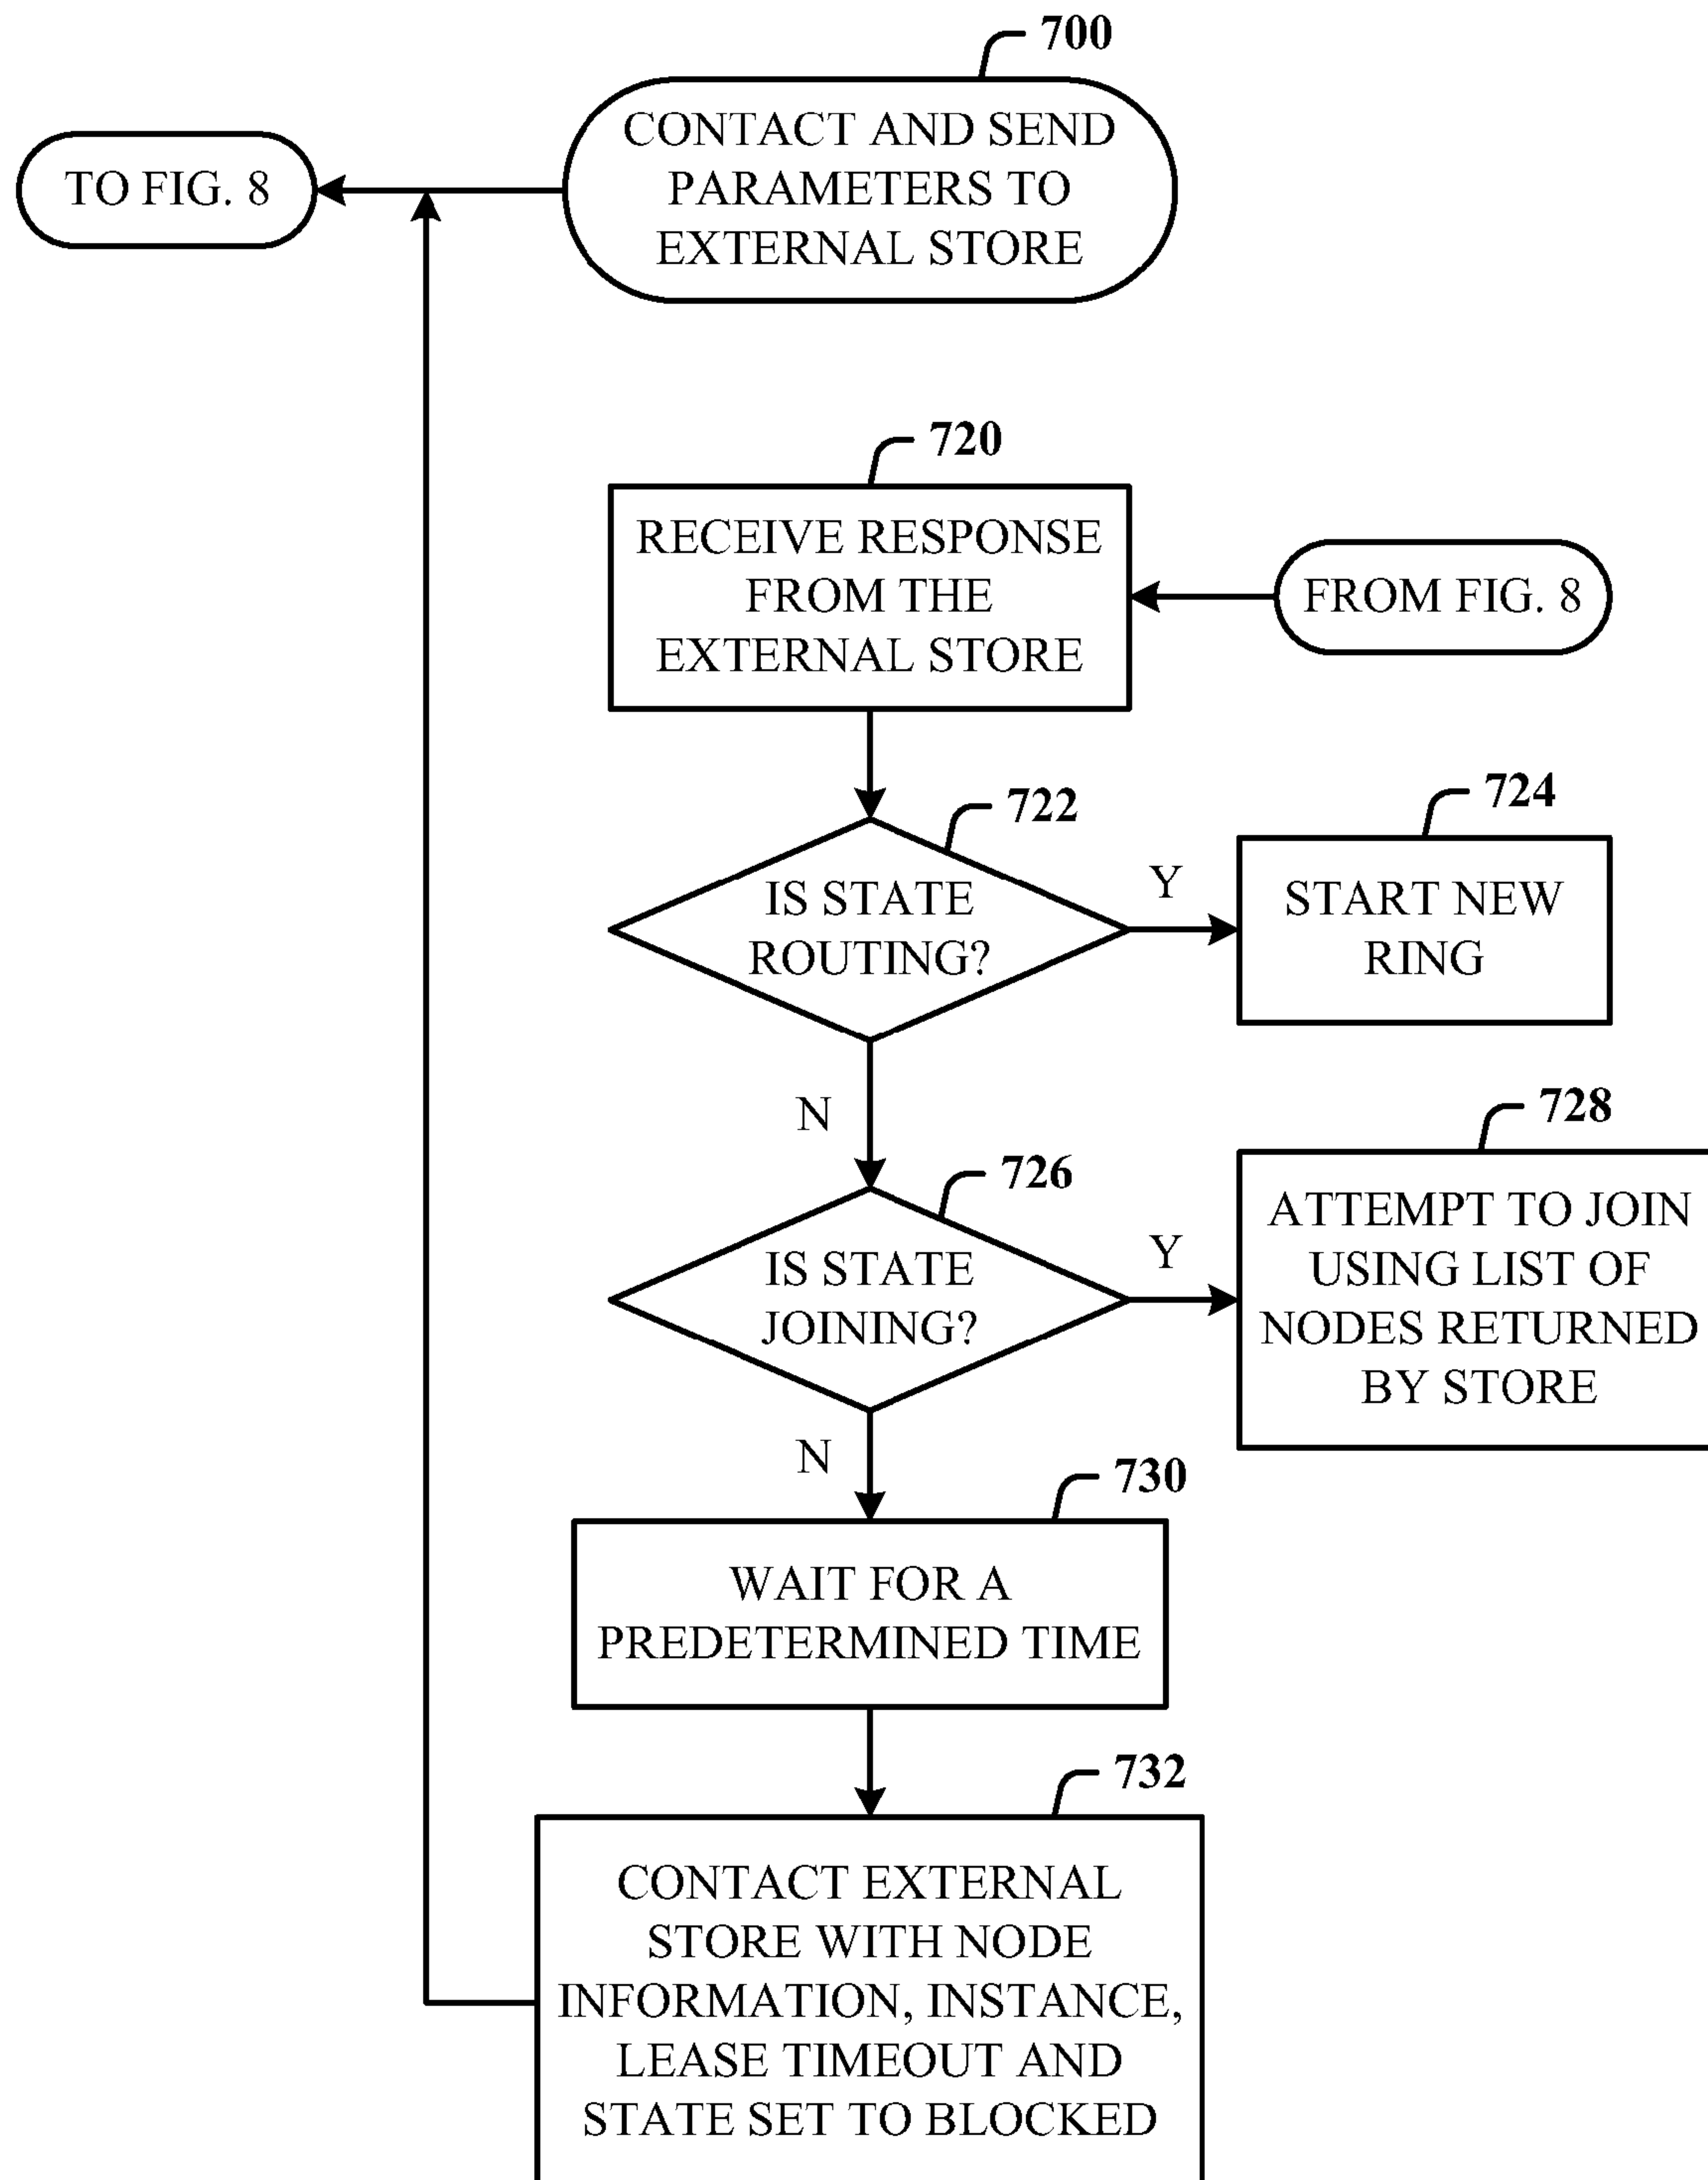 700
CONTACT AND SEND
PARAMETERS TO
EXTERNAL STORE
TO FIG. 8
720
RECEIVE RESPONSE
FROM THE
EXTERNAL STORE
FROM FIG. 8
722
IS STATE
ROUTING?
Y
724
START NEW
RING
N
726
IS STATE
JOINING?
Y
728
ATTEMPT TO JOIN
USING LIST OF
NODES RETURNED
BY STORE
N
730
WAIT FOR A
PREDETERMINED TIME
732
CONTACT EXTERNAL
STORE WITH NODE
INFORMATION, INSTANCE,
LEASE TIMEOUT AND
STATE SET TO BLOCKED